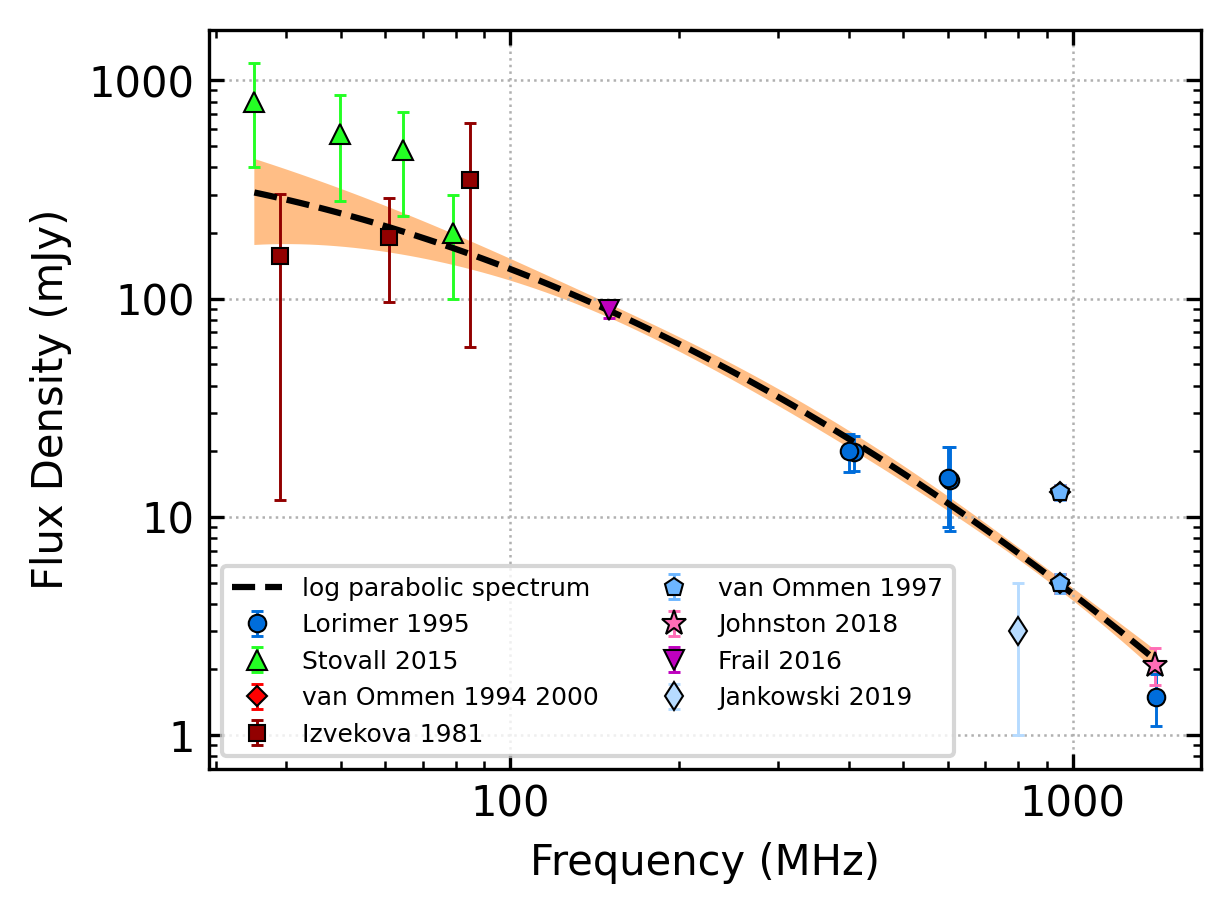 1000
100
10
1
Flux Density (mJy)
log parabolic spectrum
Lorimer 1995
Stovall 2015
van Ommen 1994 2000
Izvekova 1981
van Ommen 1997
Johnston 2018
Frail 2016
Jankowski 2019
100
1000
Frequency (MHz)